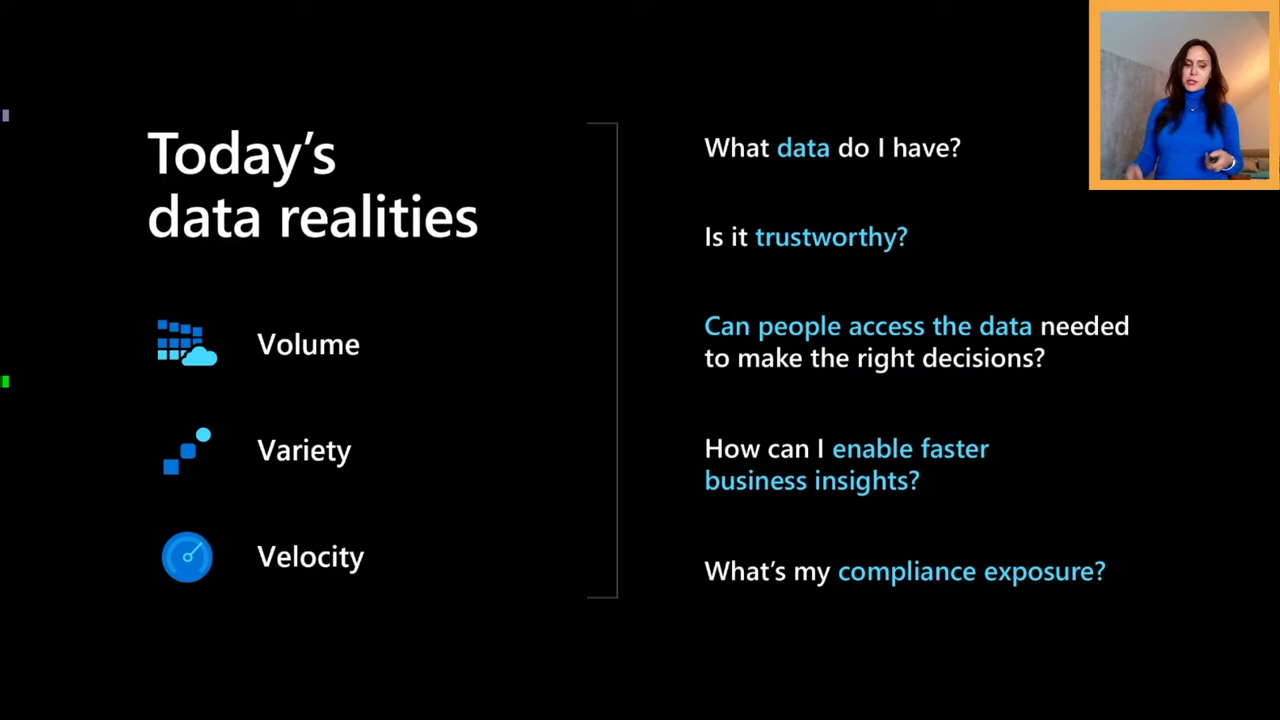 Today's
data realities
Volume
Variety
Velocity
What data do I have?
Is it trustworthy?
Can people access the data needed
to make the right decisions?
How can I enable faster
business insights?
What's my compliance exposure?